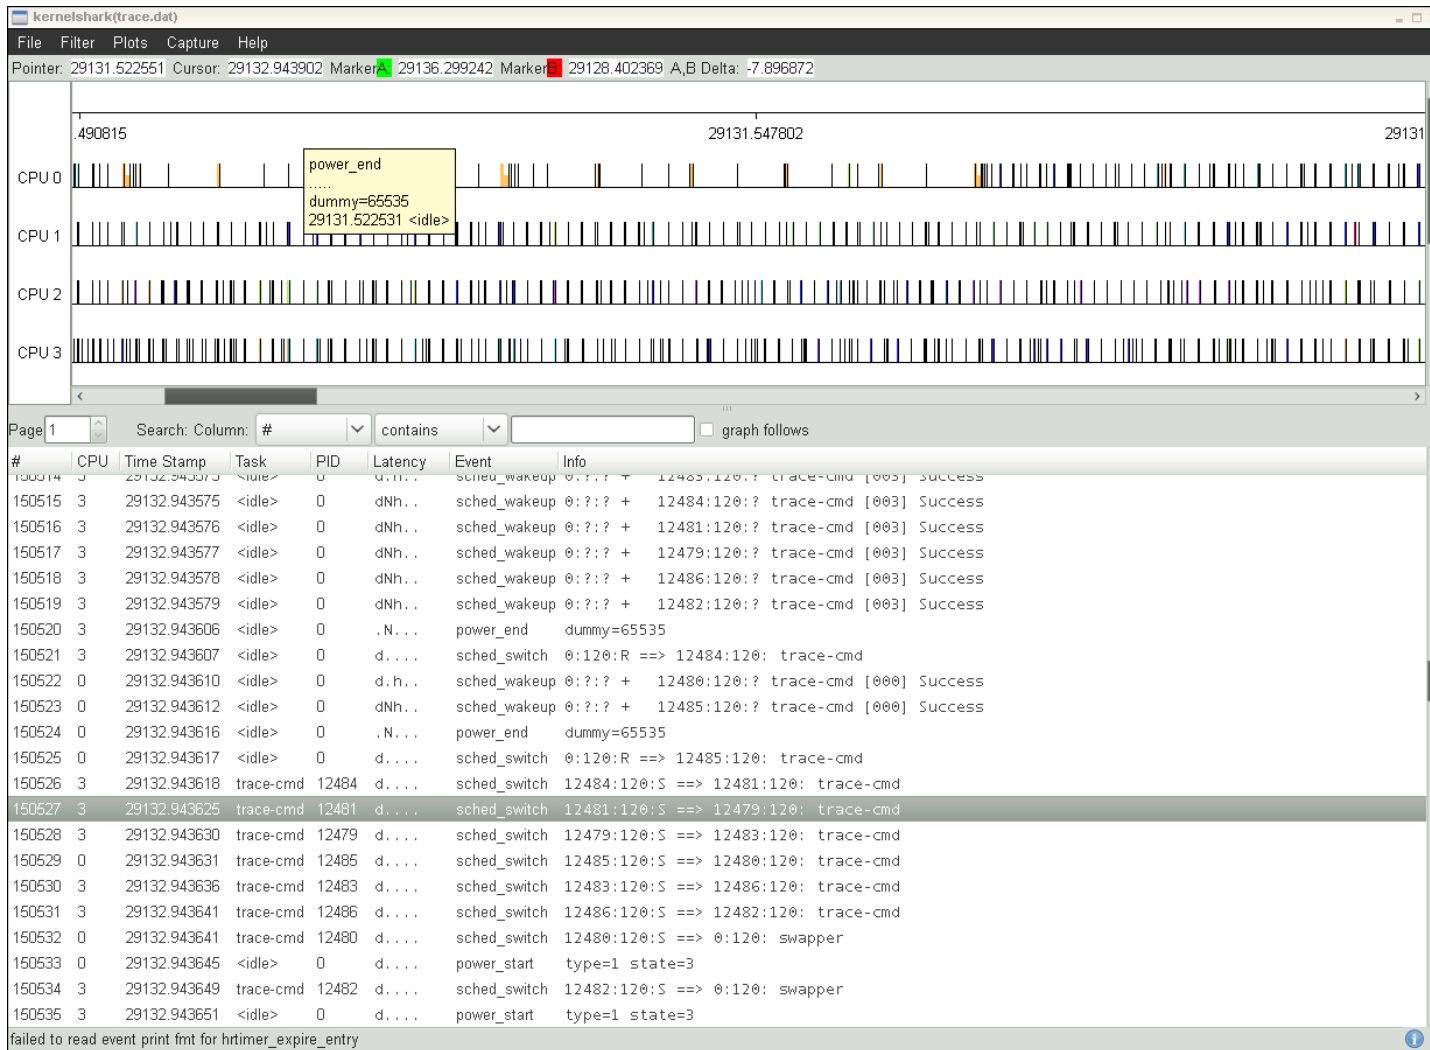 kernelshark(trace.dat)
File Filter Plots Capture Help
Pointer: 29131.522551 Cursor: 29132.943902 MarkerA: 29136.299242 MarkerB: 29128.402369 A,B Delta: -7.896872
.490815 29131.547802 29131
CPU 0
power_end
.....
dummy=65535
29131.522531 <idle>
CPU 1
CPU 2
CPU 3
Page 1 Search: Column: # contains graph follows
# CPU Time Stamp Task PID Latency Event Info
150514 3 29132.943573 <idle> 0 d.h.. sched_wakeup 0:?:? + 12483:120:? trace-cmd [003] Success
150515 3 29132.943575 <idle> 0 dNh.. sched_wakeup 0:?:? + 12484:120:? trace-cmd [003] Success
150516 3 29132.943576 <idle> 0 dNh.. sched_wakeup 0:?:? + 12481:120:? trace-cmd [003] Success
150517 3 29132.943577 <idle> 0 dNh.. sched_wakeup 0:?:? + 12479:120:? trace-cmd [003] Success
150518 3 29132.943578 <idle> 0 dNh.. sched_wakeup 0:?:? + 12486:120:? trace-cmd [003] Success
150519 3 29132.943579 <idle> 0 dNh.. sched_wakeup 0:?:? + 12482:120:? trace-cmd [003] Success
150520 3 29132.943606 <idle> 0 .N... power_end dummy=65535
150521 3 29132.943607 <idle> 0 d.... sched_switch 0:120:R ==> 12484:120: trace-cmd
150522 0 29132.943610 <idle> 0 d.h.. sched_wakeup 0:?:? + 12480:120:? trace-cmd [000] Success
150523 0 29132.943612 <idle> 0 dNh.. sched_wakeup 0:?:? + 12485:120:? trace-cmd [000] Success
150524 0 29132.943616 <idle> 0 .N... power_end dummy=65535
150525 0 29132.943617 <idle> 0 d.... sched_switch 0:120:R ==> 12485:120: trace-cmd
150526 3 29132.943618 trace-cmd 12484 d.... sched_switch 12484:120:S ==> 12481:120: trace-cmd
150527 3 29132.943625 trace-cmd 12481 d.... sched_switch 12481:120:S ==> 12479:120: trace-cmd
150528 3 29132.943630 trace-cmd 12479 d.... sched_switch 12479:120:S ==> 12483:120: trace-cmd
150529 0 29132.943631 trace-cmd 12485 d.... sched_switch 12485:120:S ==> 12480:120: trace-cmd
150530 3 29132.943636 trace-cmd 12483 d.... sched_switch 12483:120:S ==> 12486:120: trace-cmd
150531 3 29132.943641 trace-cmd 12486 d.... sched_switch 12486:120:S ==> 12482:120: trace-cmd
150532 0 29132.943641 trace-cmd 12480 d.... sched_switch 12480:120:S ==> 0:120: swapper
150533 0 29132.943645 <idle> 0 d.... power_start type=1 state=3
150534 3 29132.943649 trace-cmd 12482 d.... sched_switch 12482:120:S ==> 0:120: swapper
150535 3 29132.943651 <idle> 0 d.... power_start type=1 state=3
failed to read event print fmt for hrtimer_expire_entry